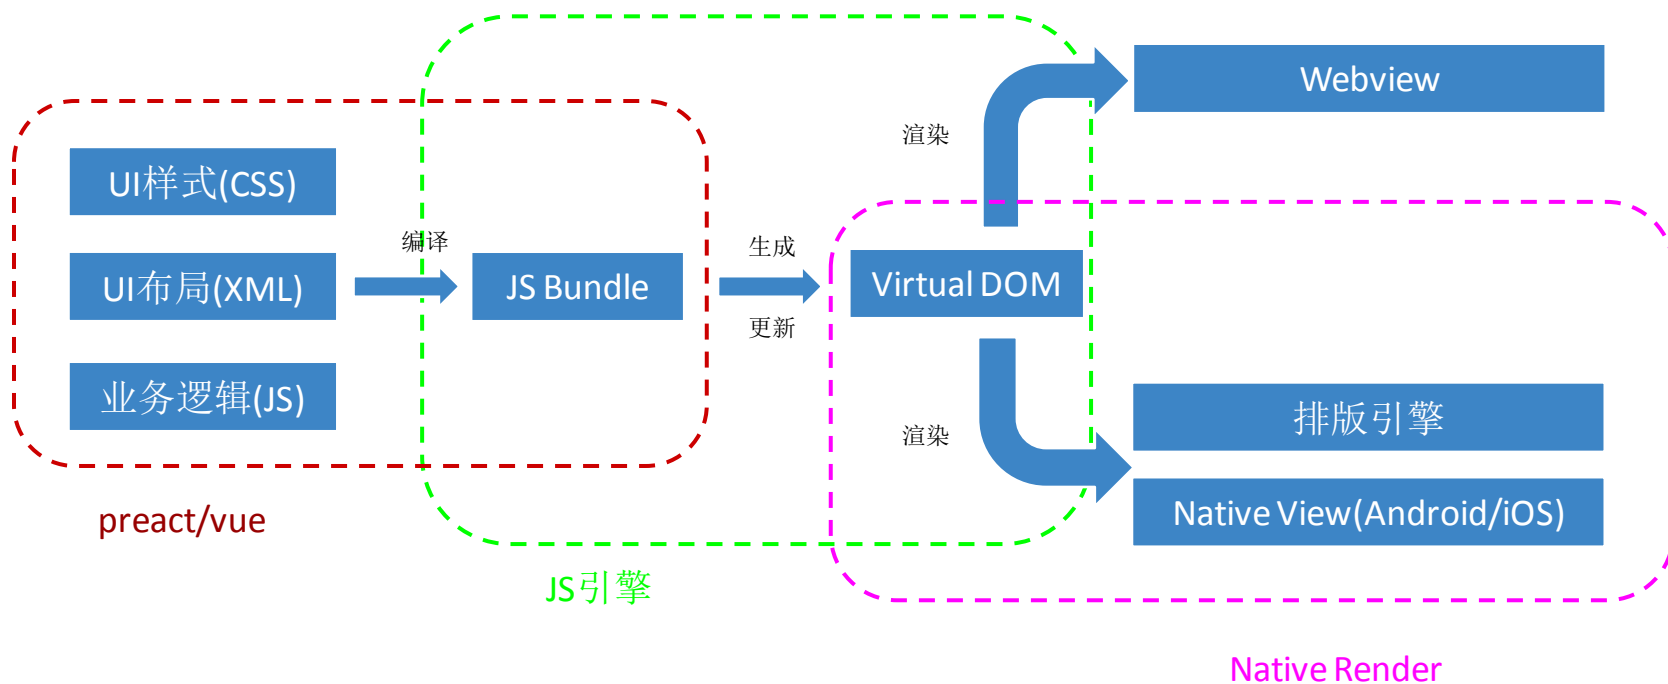 Webview
渲染
UI样式(CSS)
编译
生成
UI布局(XML)
JS Bundle
Virtual DOM
更新
业务逻辑(JS)
渲染
排版引擎
Native View(Android/iOS)
preact/vue
JS引擎
Native Render